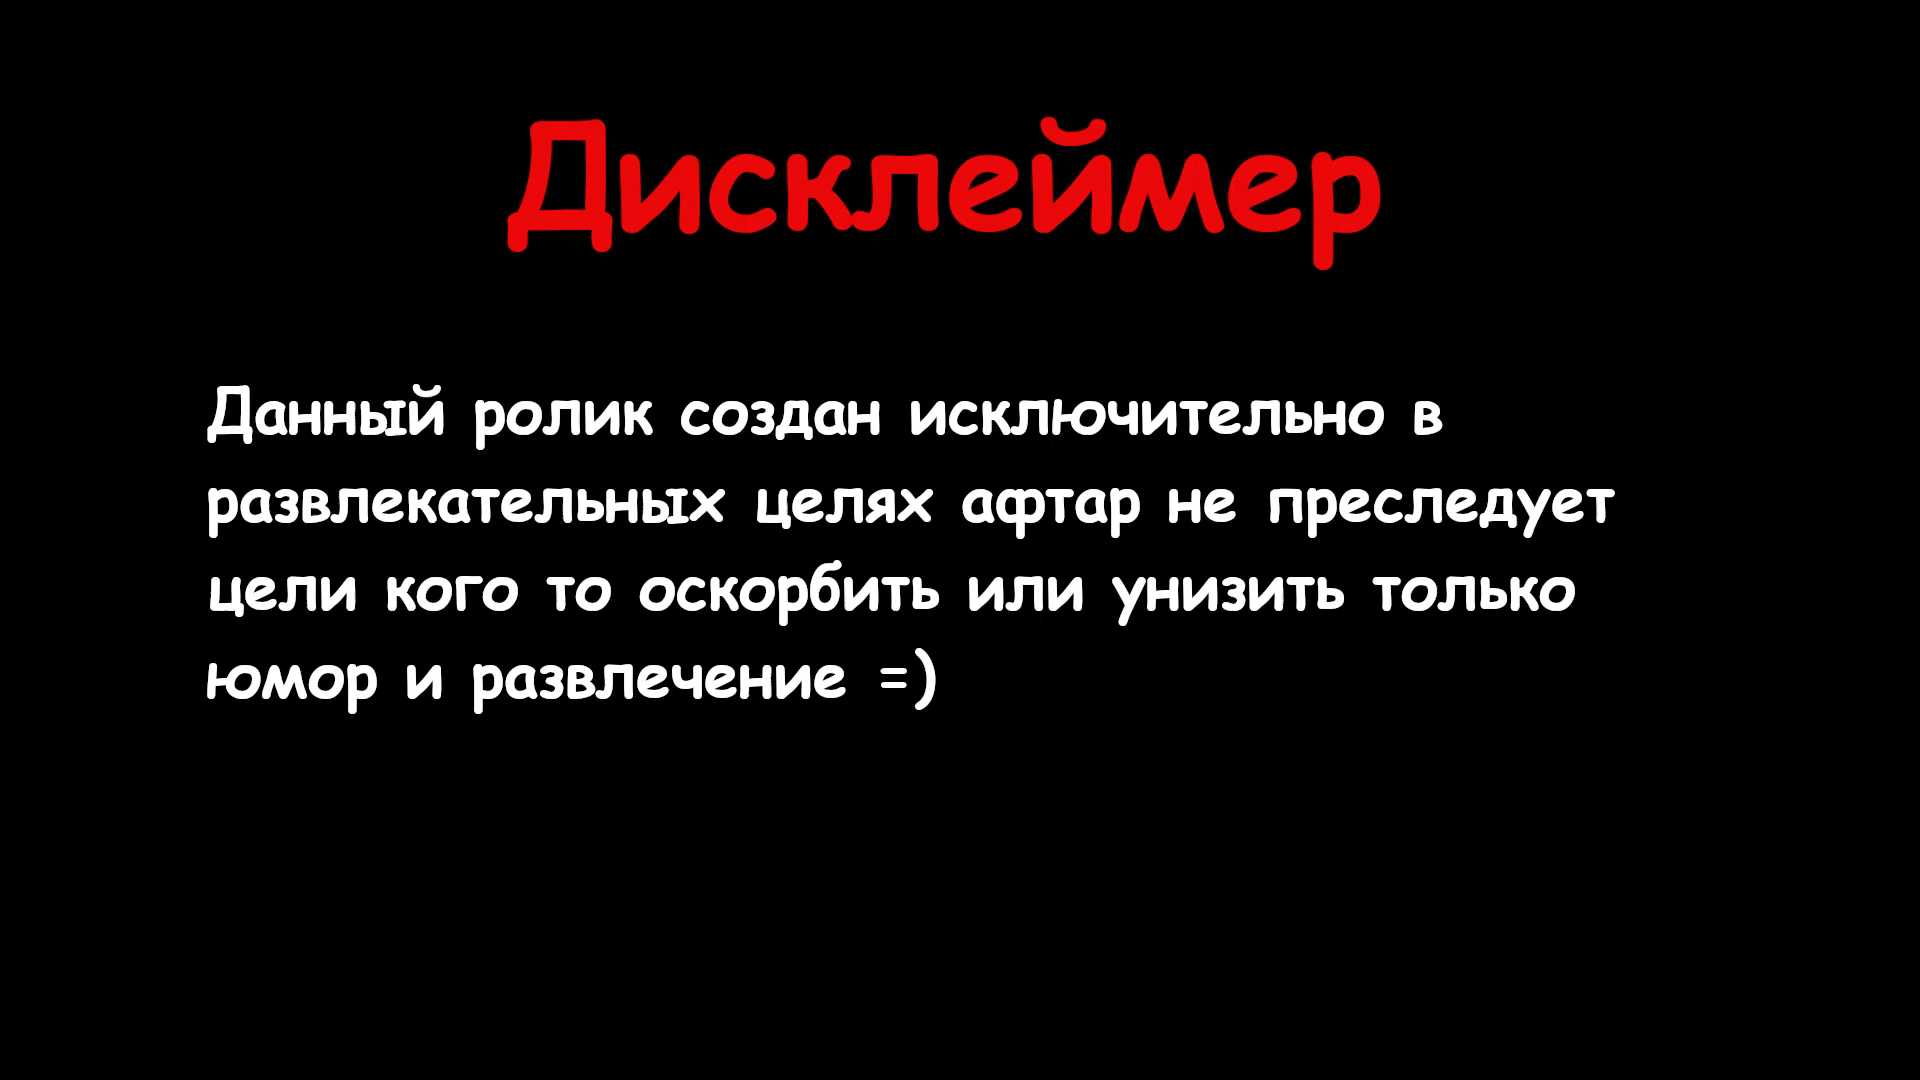 Дисклеймер
Данный ролик создан исключительно в
развлекательных целях афтар не преследует
цели кого то оскорбить или унизить только
юмор и развлечение =)